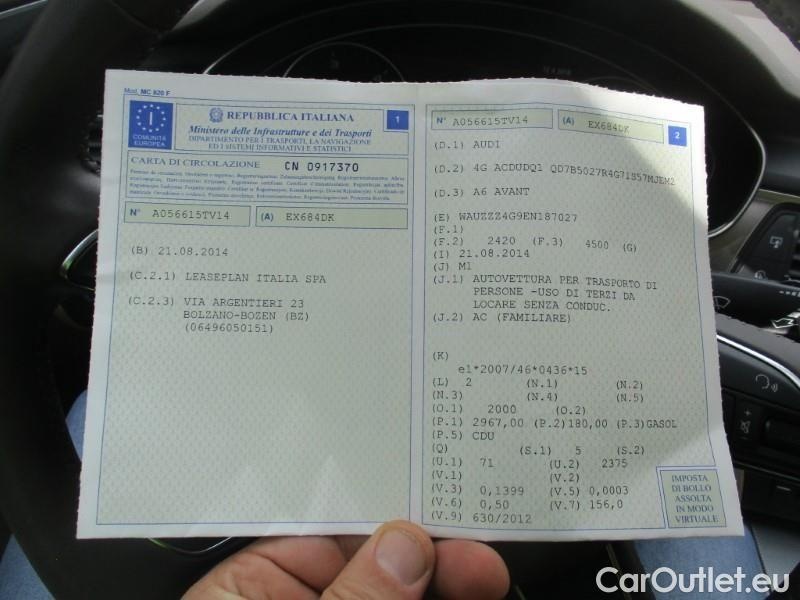 Mod. MC 820 F
I
COMUNITÀ
EUROPEA
REPUBBLICA ITALIANA
Ministero delle Infrastrutture e dei Trasporti
DIPARTIMENTO PER I TRASPORTI, LA NAVIGAZIONE
ED I SISTEMI INFORMATIVI E STATISTICI
1
CARTA DI CIRCOLAZIONE CN 0917370
N° A056615TV14 (A) EX684DK
(B) 21.08.2014
(C.2.1) LEASEPLAN ITALIA SPA
(C.2.3) VIA ARGENTIERI 23
BOLZANO-BOZEN (BZ)
(06496050151)
N° A056615TV14 (A) EX684DK
2
(D.1) AUDI
(D.2) 4G ACDUDQ1 QD7B5027R4G71S57MJEM2
(D.3) A6 AVANT
(E) WAUZZZ4G9EN187027
(F.1)
(F.2) 2420 (F.3) 4500 (G)
(I) 21.08.2014
(J) M1
(J.1) AUTOVETTURA PER TRASPORTO DI
PERSONE -USO DI TERZI DA
LOCARE SENZA CONDUC.
(J.2) AC (FAMILIARE)
(K)
e1*2007/46*0436*15
(L) 2 (N.1) (N.2)
(N.3) (N.4) (N.5)
(O.1) 2000 (O.2)
(P.1) 2967,00 (P.2)180,00 (P.3)GASOL
(P.5) CDU
(Q) (S.1) 5 (S.2)
(U.1) 71 (U.2) 2375
(V.1) (V.2)
(V.3) 0,1399 (V.5) 0,0003
(V.6) 0,50 (V.7) 156,0
(V.9) 630/2012
IMPOSTA
DI BOLLO
ASSOLTA
IN MODO
VIRTUALE
CarOutlet.eu